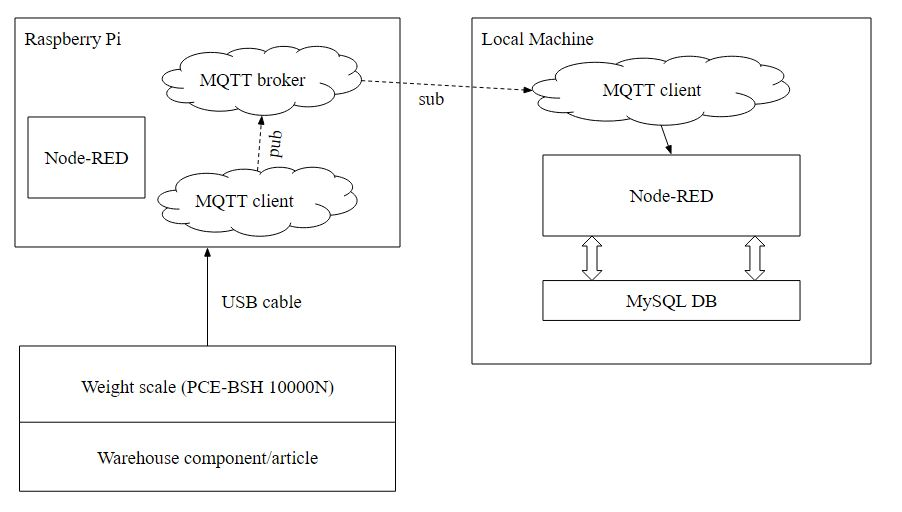 Raspberry Pi
MQTT broker
Node-RED
pub
MQTT client
sub
Local Machine
MQTT client
Node-RED
MySQL DB
USB cable
Weight scale (PCE-BSH 10000N)
Warehouse component/article